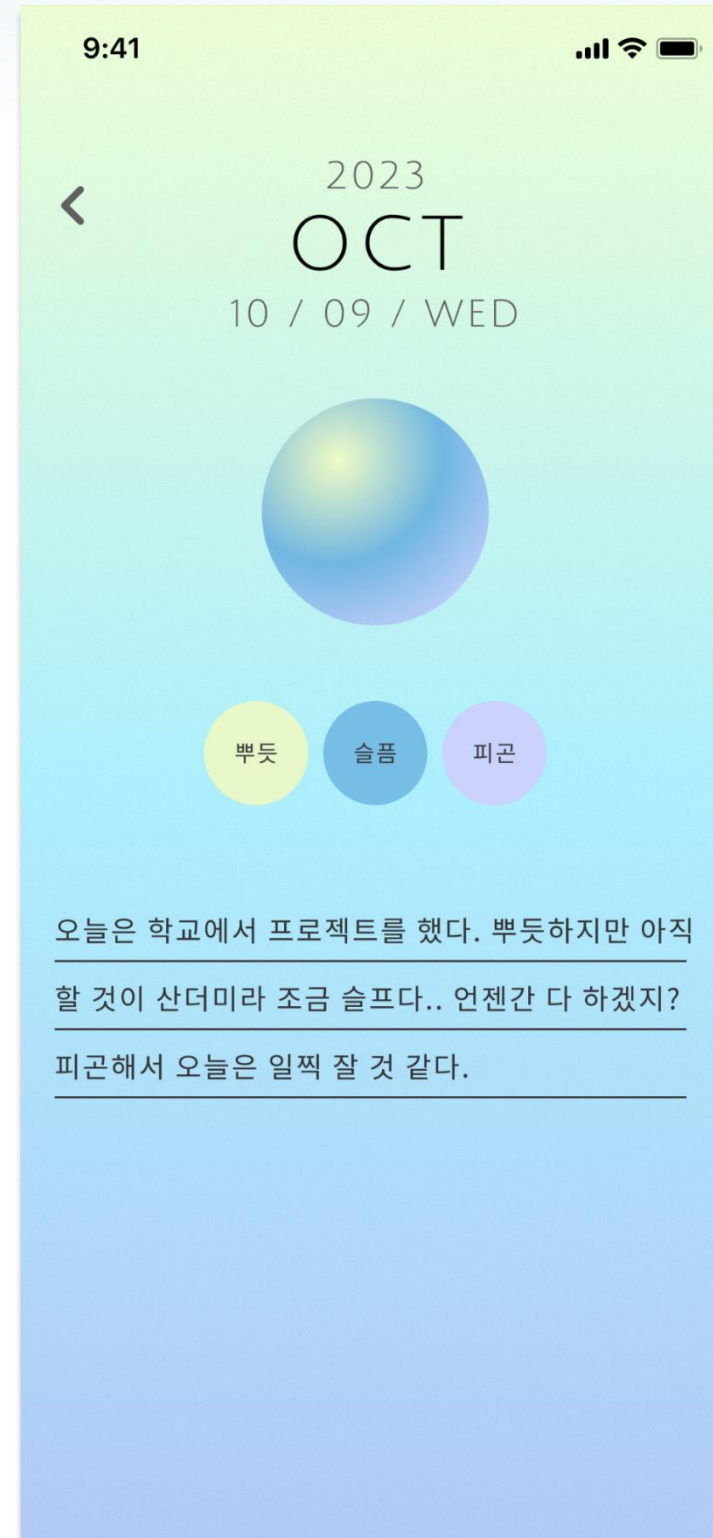 9:41
2023
OCT
10 / 09 / WED
뿌듯 슬픔 피곤
오늘은 학교에서 프로젝트를 했다. 뿌듯하지만 아직
할 것이 산더미라 조금 슬프다.. 언젠간 다 하겠지?
피곤해서 오늘은 일찍 잘 것 같다.